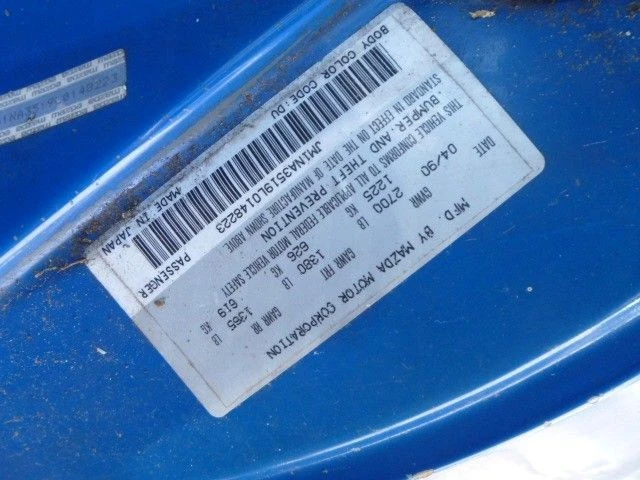 MFD. BY MAZDA MOTOR CORPORATION
DATE GVWR GAWR FRT GAWR RR
04/90 2700 LB 1380 LB 1365 LB
1225 KG 626 KG 619 KG
THIS VEHICLE CONFORMS TO ALL APPLICABLE FEDERAL MOTOR VEHICLE SAFETY
, BUMPER, AND THEFT PREVENTION
STANDARD IN EFFECT ON THE DATE OF MANUFACTURE SHOWN ABOVE
JM1NA3519L0148223 PASSENGER
BODY COLOR CODE:DU MADE IN JAPAN